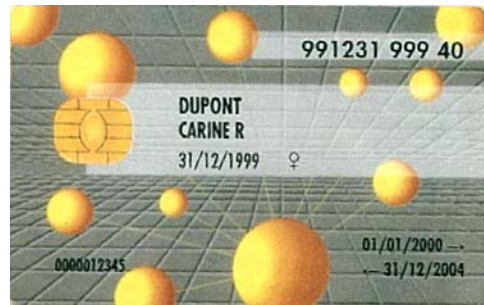 991231 999 40
DUPONT
CARINE R
31/12/1999 ♀
01/01/2000 →
0000012345
← 31/12/2004